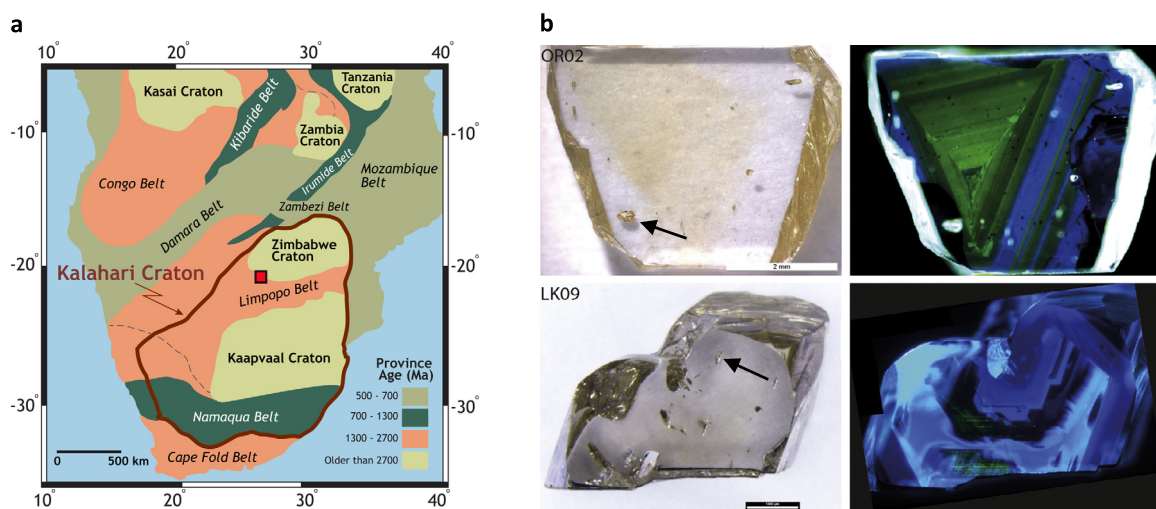 a
10° 20° 30° 40°
Kasai Craton
Tanzania
Craton
Kibaride Belt
-10°
Zambia
Craton
-10°
Irumide Belt
Mozambique
Belt
Congo Belt
Damara Belt
Zambezi Belt
Zimbabwe
Craton
-20°
20°
Kalahari Craton
Limpopo Belt
Kaapvaal Craton
Province
Age (Ma)
500 - 700
-30°
-30°
Namaqua Belt
700 - 1300
1300 - 2700
0 500 km
Cape Fold Belt
Older than 2700
10° 20° 30° 40°
b
OR02
2 mm
LK09